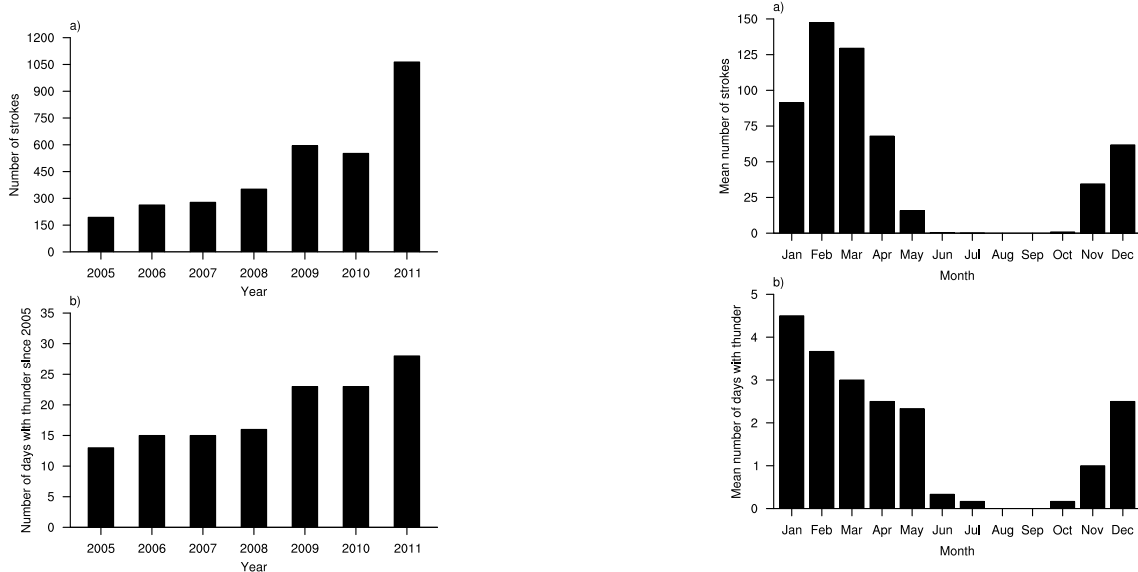 a)
1200
1050
900
750
600
450
300
150
0
Number of strokes
2005 2006 2007 2008 2009 2010 2011
Year
b)
35
30
25
20
15
10
5
0
Number of days with thunder since 2005
2005 2006 2007 2008 2009 2010 2011
Year
a)
150
125
100
75
50
25
0
Mean number of strokes
Jan Feb Mar Apr May Jun Jul Aug Sep Oct Nov Dec
Month
b)
5
4
3
2
1
0
Mean number of days with thunder
Jan Feb Mar Apr May Jun Jul Aug Sep Oct Nov Dec
Month